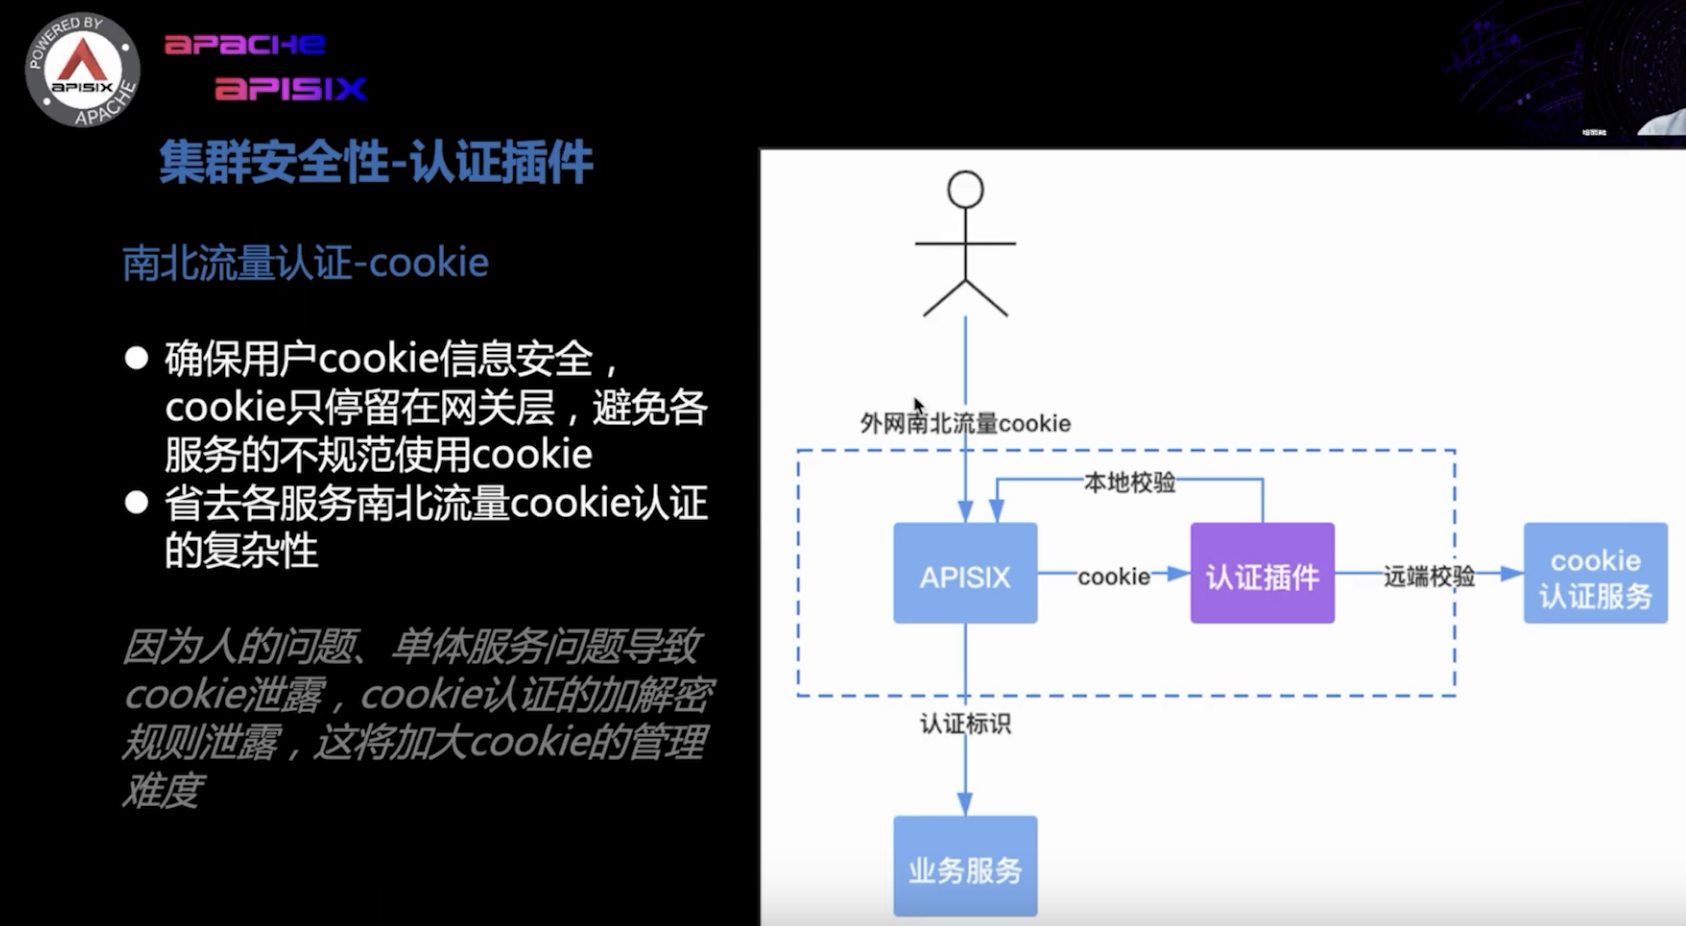 POWERED BY
APISIX
APACHE
APACHE
APISIX
集群安全性-认证插件
南北流量认证-cookie
确保用户cookie信息安全，
cookie只停留在网关层，避免各
服务的不规范使用cookie
省去各服务南北流量cookie认证
的复杂性
因为人的问题、单体服务问题导致
cookie泄露，cookie认证的加解密
规则泄露，这将加大cookie的管理
难度
外网南北流量cookie
本地校验
APISIX
cookie
认证插件
远端校验
cookie
认证服务
认证标识
业务服务